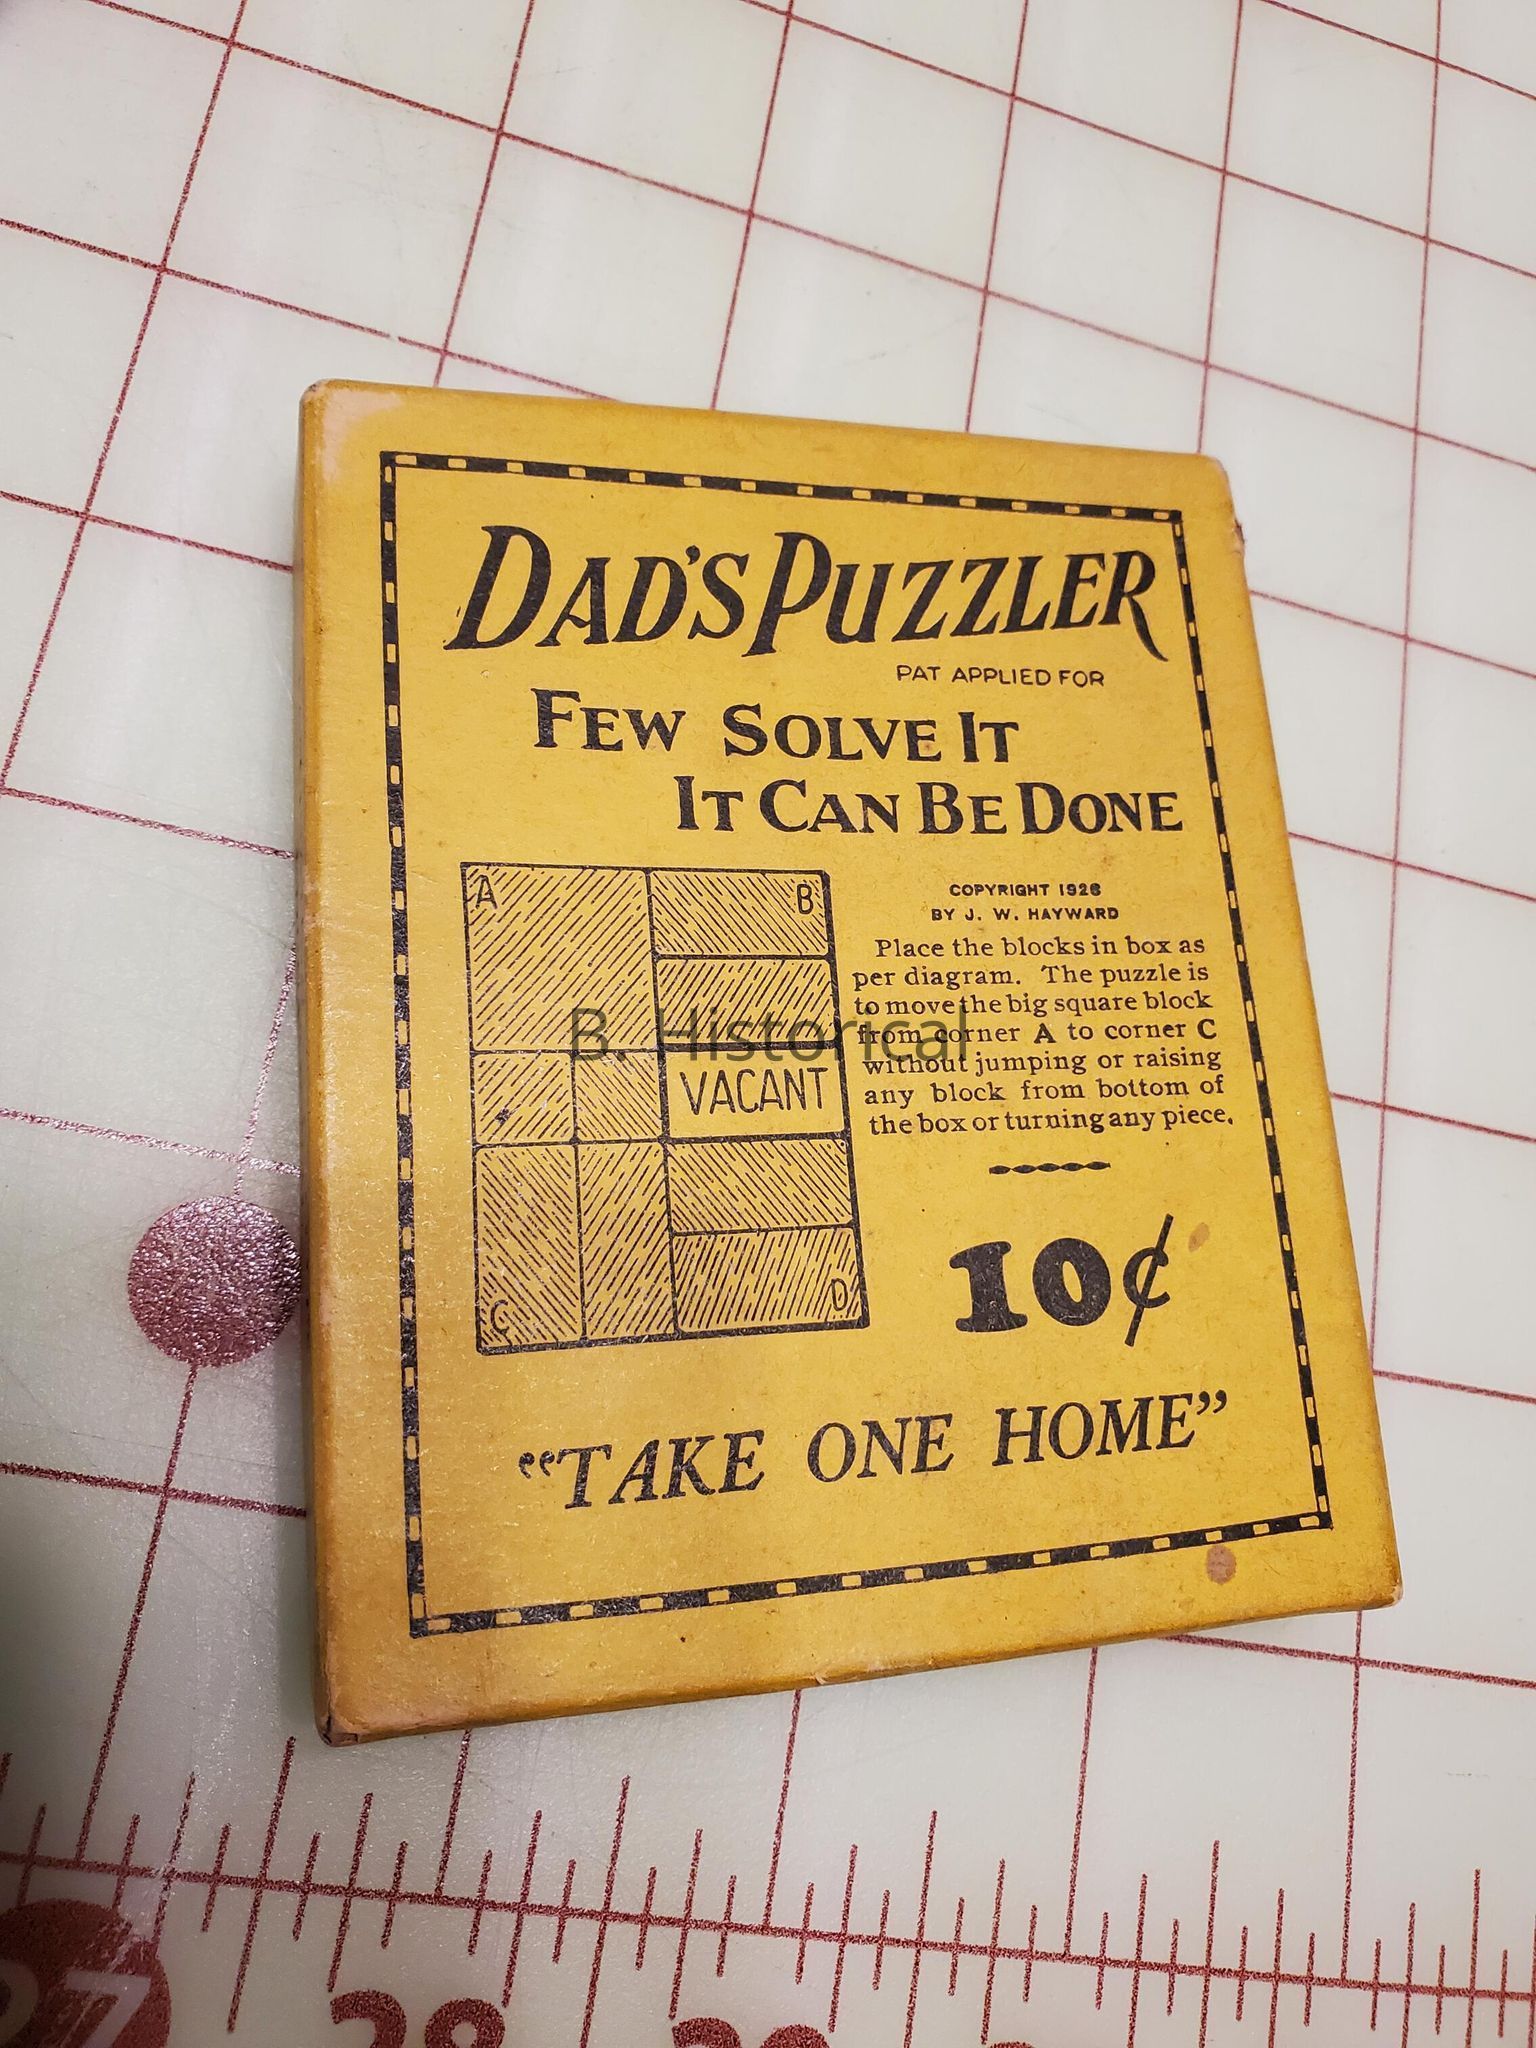 DAD'S PUZZLER
PAT APPLIED FOR
FEW SOLVE IT
IT CAN BE DONE
A
B
VACANT
C
D
COPYRIGHT 1926
BY J. W. HAYWARD
Place the blocks in box as
per diagram. The puzzle is
to move the big square block
from corner A to corner C
without jumping or raising
any block from bottom of
the box or turning any piece.
10¢
"TAKE ONE HOME"
B. Historical
27
28